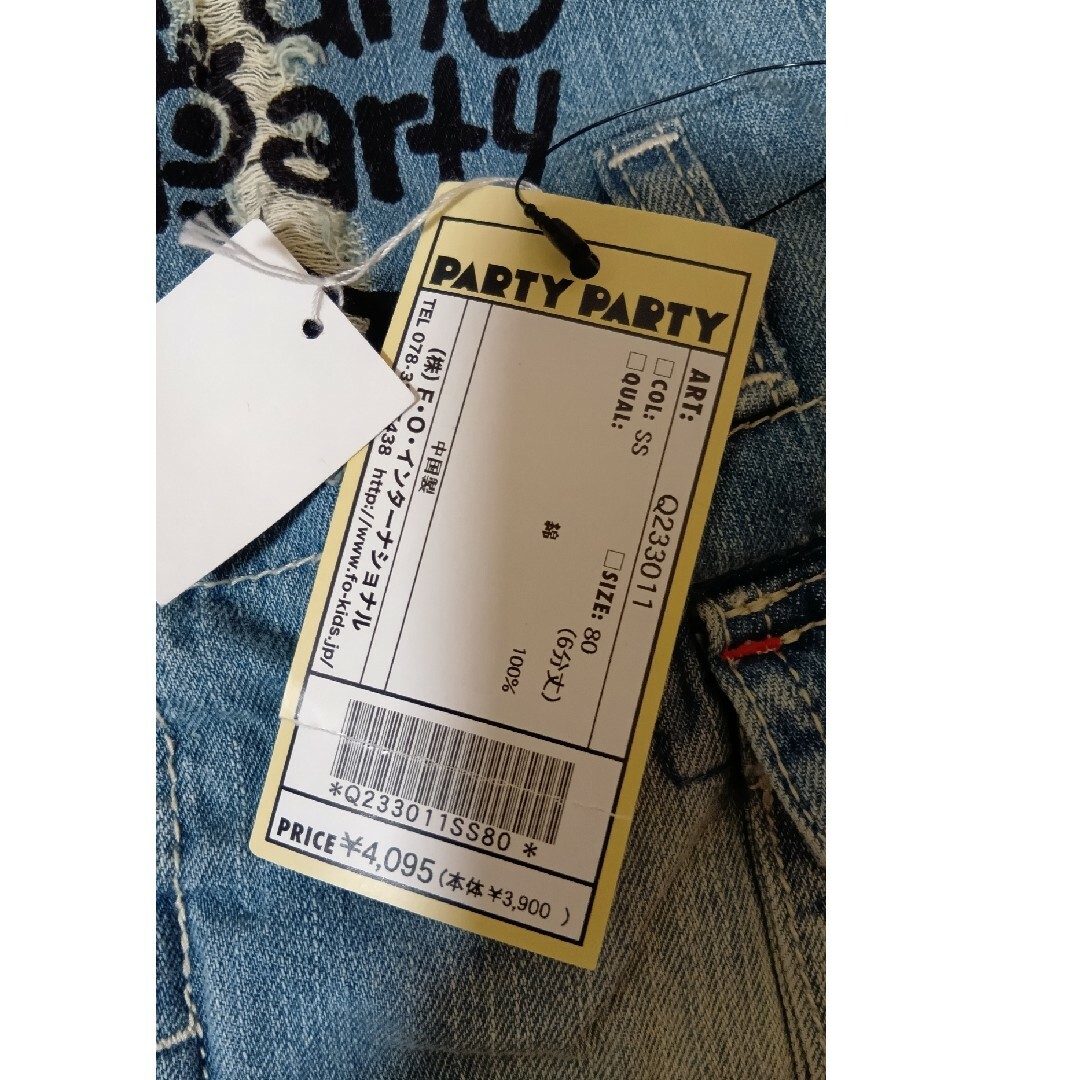 Party
PARTY PARTY
ART: Q233011
COL: SS SIZE: 80
QUAL: (6分丈)
綿 100%
中国製
(株) F・O・インターナショナル
TEL 078-3 438 http://www.fo-kids.jp/
*Q233011SS80 *
PRICE ¥4,095 (本体 ¥3,900 )